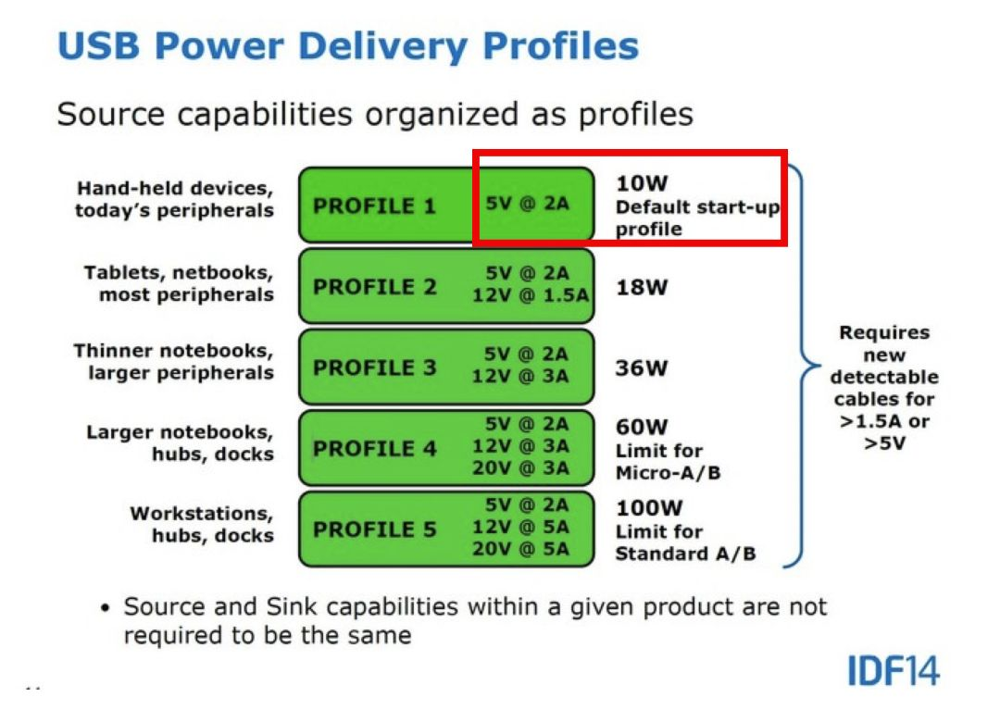 USB Power Delivery Profiles
Source capabilities organized as profiles
Hand-held devices,
today's peripherals
PROFILE 1
5V @ 2A
10W
Default start-up
profile
Tablets, netbooks,
most peripherals
PROFILE 2
5V @ 2A
12V @ 1.5A
18W
Thinner notebooks,
larger peripherals
PROFILE 3
5V @ 2A
12V @ 3A
36W
Larger notebooks,
hubs, docks
PROFILE 4
5V @ 2A
12V @ 3A
20V @ 3A
60W
Limit for
Micro-A/B
Workstations,
hubs, docks
PROFILE 5
5V @ 2A
12V @ 5A
20V @ 5A
100W
Limit for
Standard A/B
Requires
new
detectable
cables for
>1.5A or
>5V
• Source and Sink capabilities within a given product are not
required to be the same
IDF14